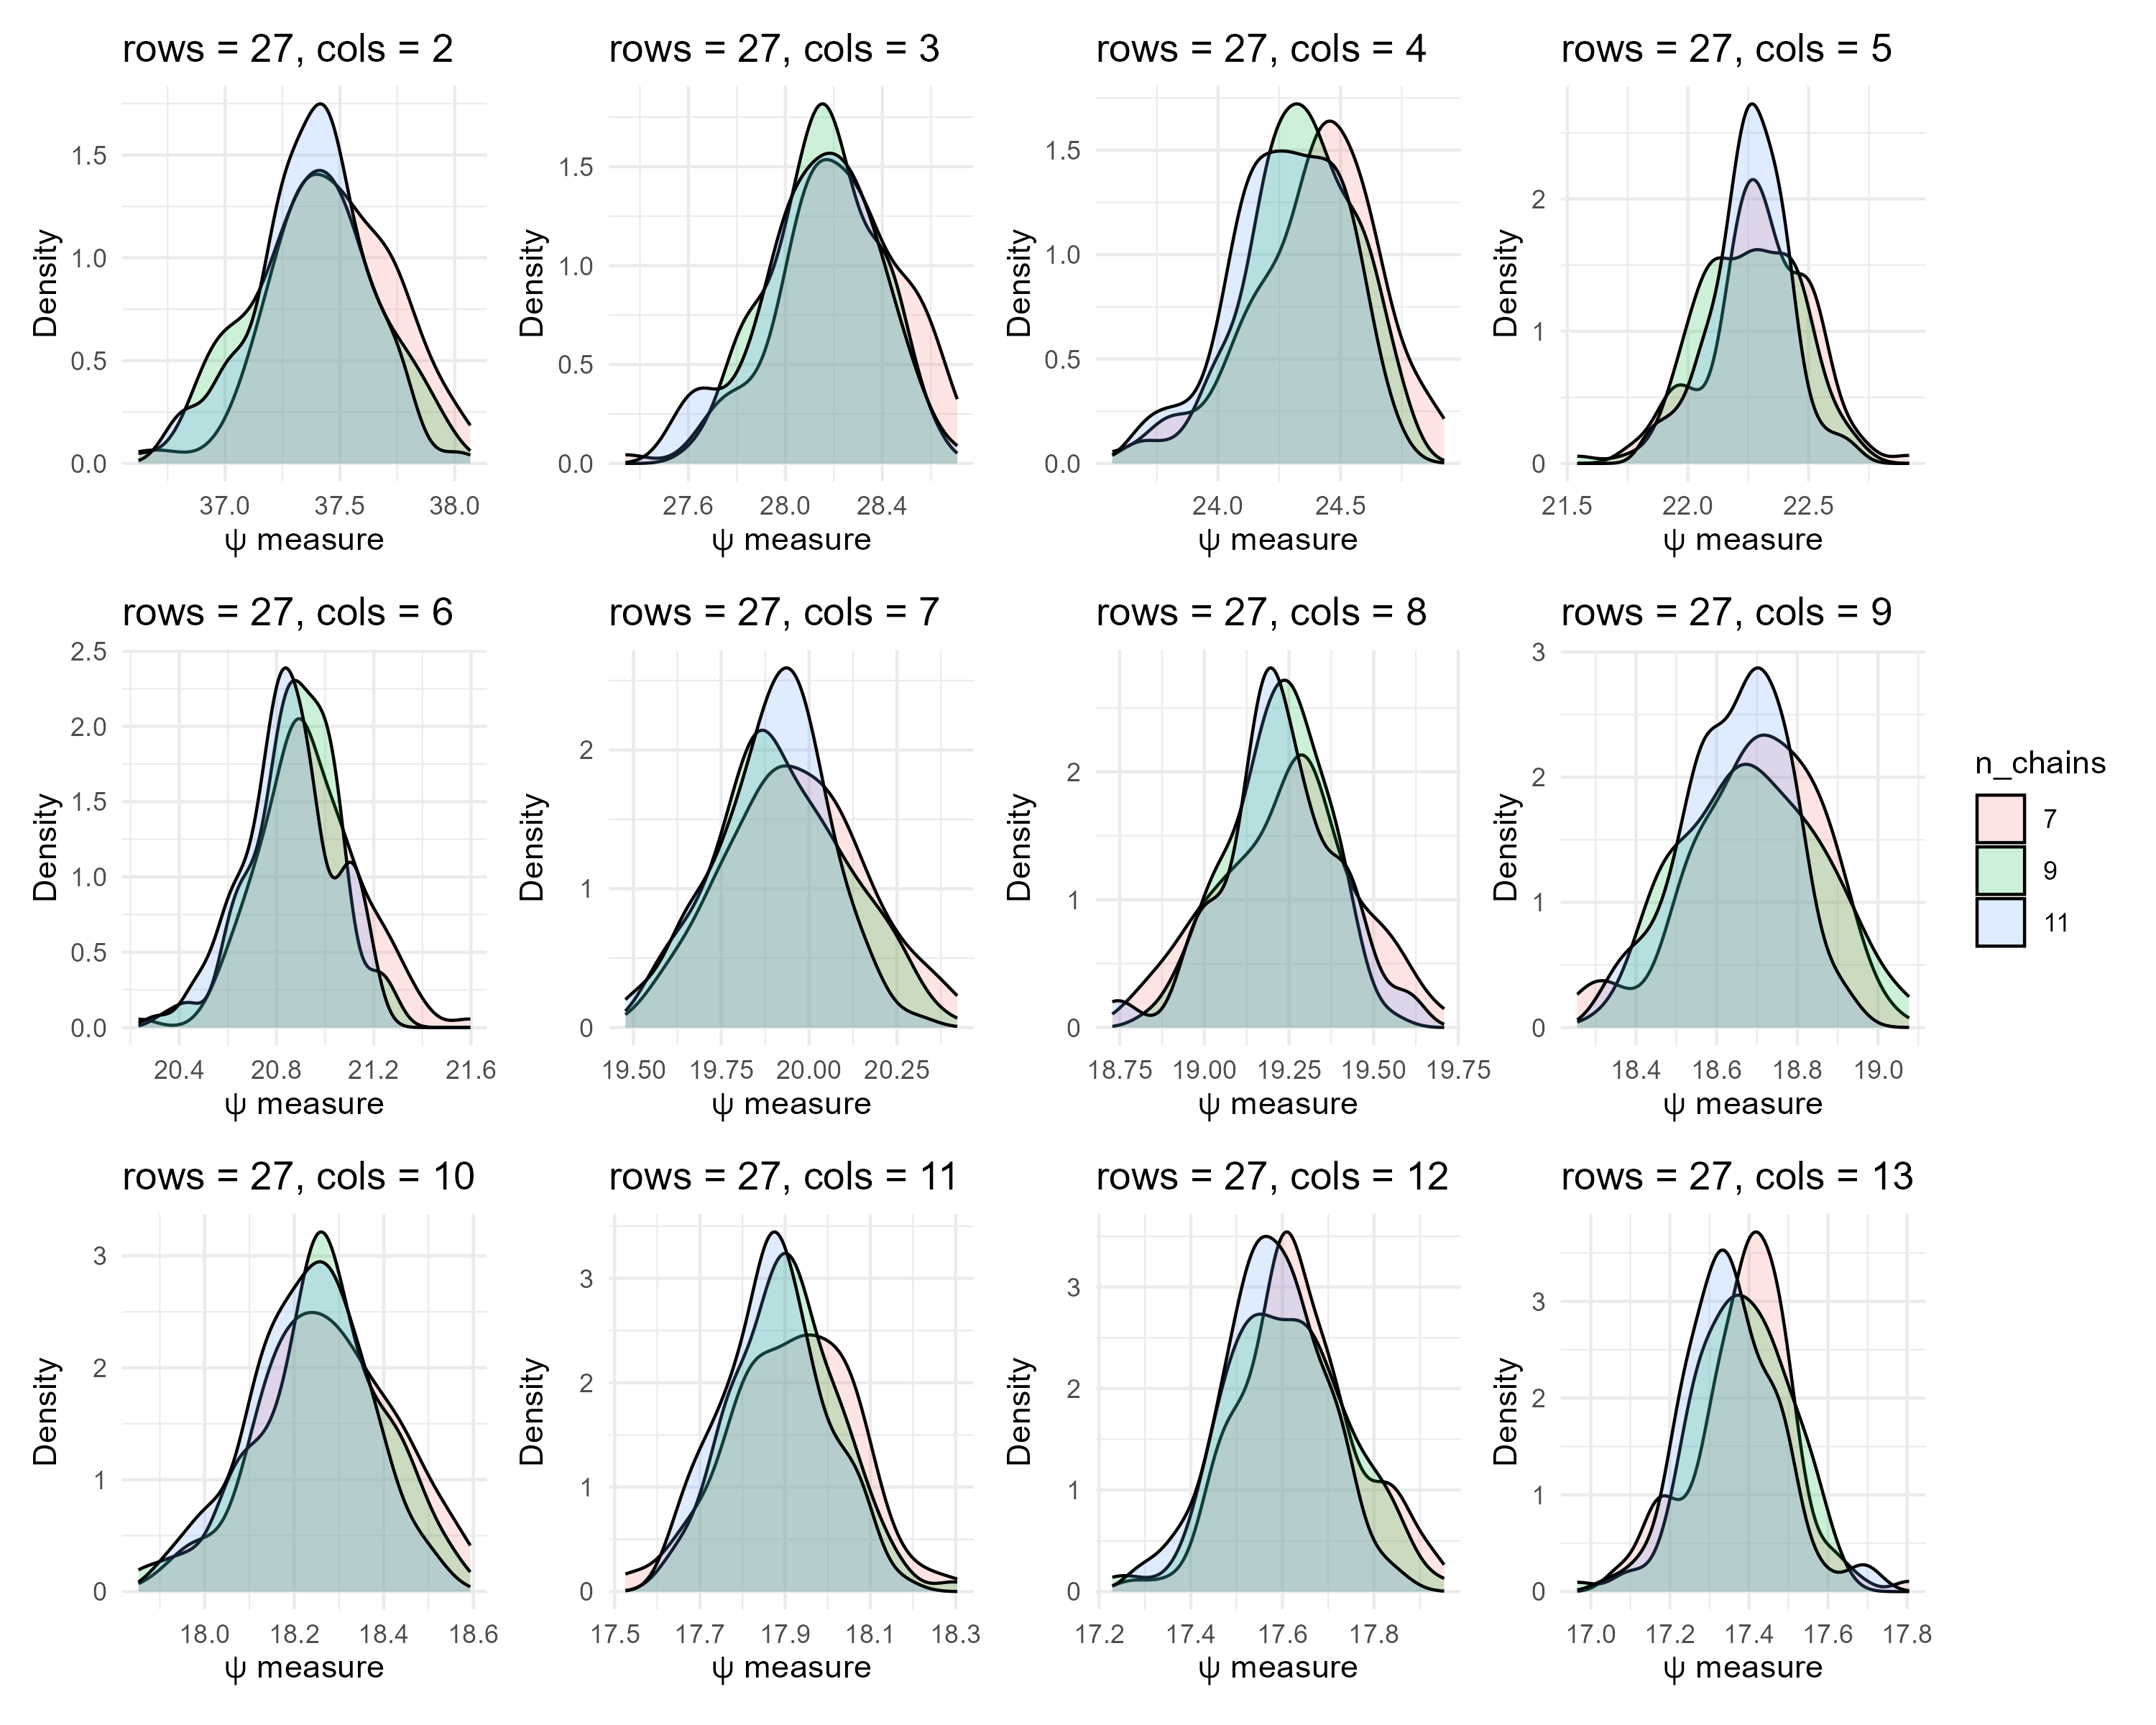 rows = 27, cols = 2
Density
1.5
1.0
0.5
0.0
37.0 37.5 38.0
ψ measure
rows = 27, cols = 3
Density
1.5
1.0
0.5
0.0
27.6 28.0 28.4
ψ measure
rows = 27, cols = 4
Density
1.5
1.0
0.5
0.0
24.0 24.5
ψ measure
rows = 27, cols = 5
Density
2
1
0
21.5 22.0 22.5
ψ measure
rows = 27, cols = 6
Density
2.5
2.0
1.5
1.0
0.5
0.0
20.4 20.8 21.2 21.6
ψ measure
rows = 27, cols = 7
Density
2
1
0
19.50 19.75 20.00 20.25
ψ measure
rows = 27, cols = 8
Density
2
1
0
18.75 19.00 19.25 19.50 19.75
ψ measure
rows = 27, cols = 9
Density
3
2
1
0
18.4 18.6 18.8 19.0
ψ measure
n_chains
7
9
11
rows = 27, cols = 10
Density
3
2
1
0
18.0 18.2 18.4 18.6
ψ measure
rows = 27, cols = 11
Density
3
2
1
0
17.5 17.7 17.9 18.1 18.3
ψ measure
rows = 27, cols = 12
Density
3
2
1
0
17.2 17.4 17.6 17.8
ψ measure
rows = 27, cols = 13
Density
3
2
1
0
17.0 17.2 17.4 17.6 17.8
ψ measure